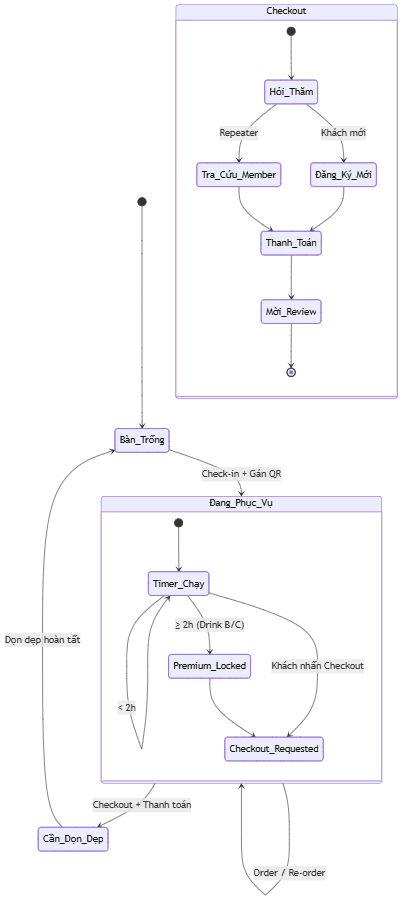 Checkout
Hỏi_Thăm
Repeater
Khách mới
Tra_Cứu_Member
Đăng_Ký_Mới
Thanh_Toán
Mời_Review
Bàn_Trống
Check-in + Gán QR
Đang_Phục_Vụ
Timer_Chạy
≥ 2h (Drink B/C)
Dọn dẹp hoàn tất
Premium_Locked
Khách nhấn Checkout
< 2h
Checkout_Requested
Checkout + Thanh toán
Cần_Dọn_Dẹp
Order / Re-order